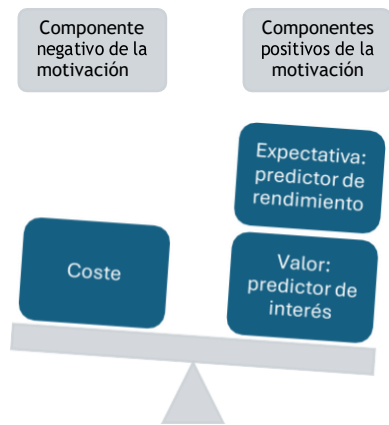 Componente
negativo de la
motivación
Componentes
positivos de la
motivación
Expectativa:
predictor de
rendimiento
Coste
Valor:
predictor de
interés